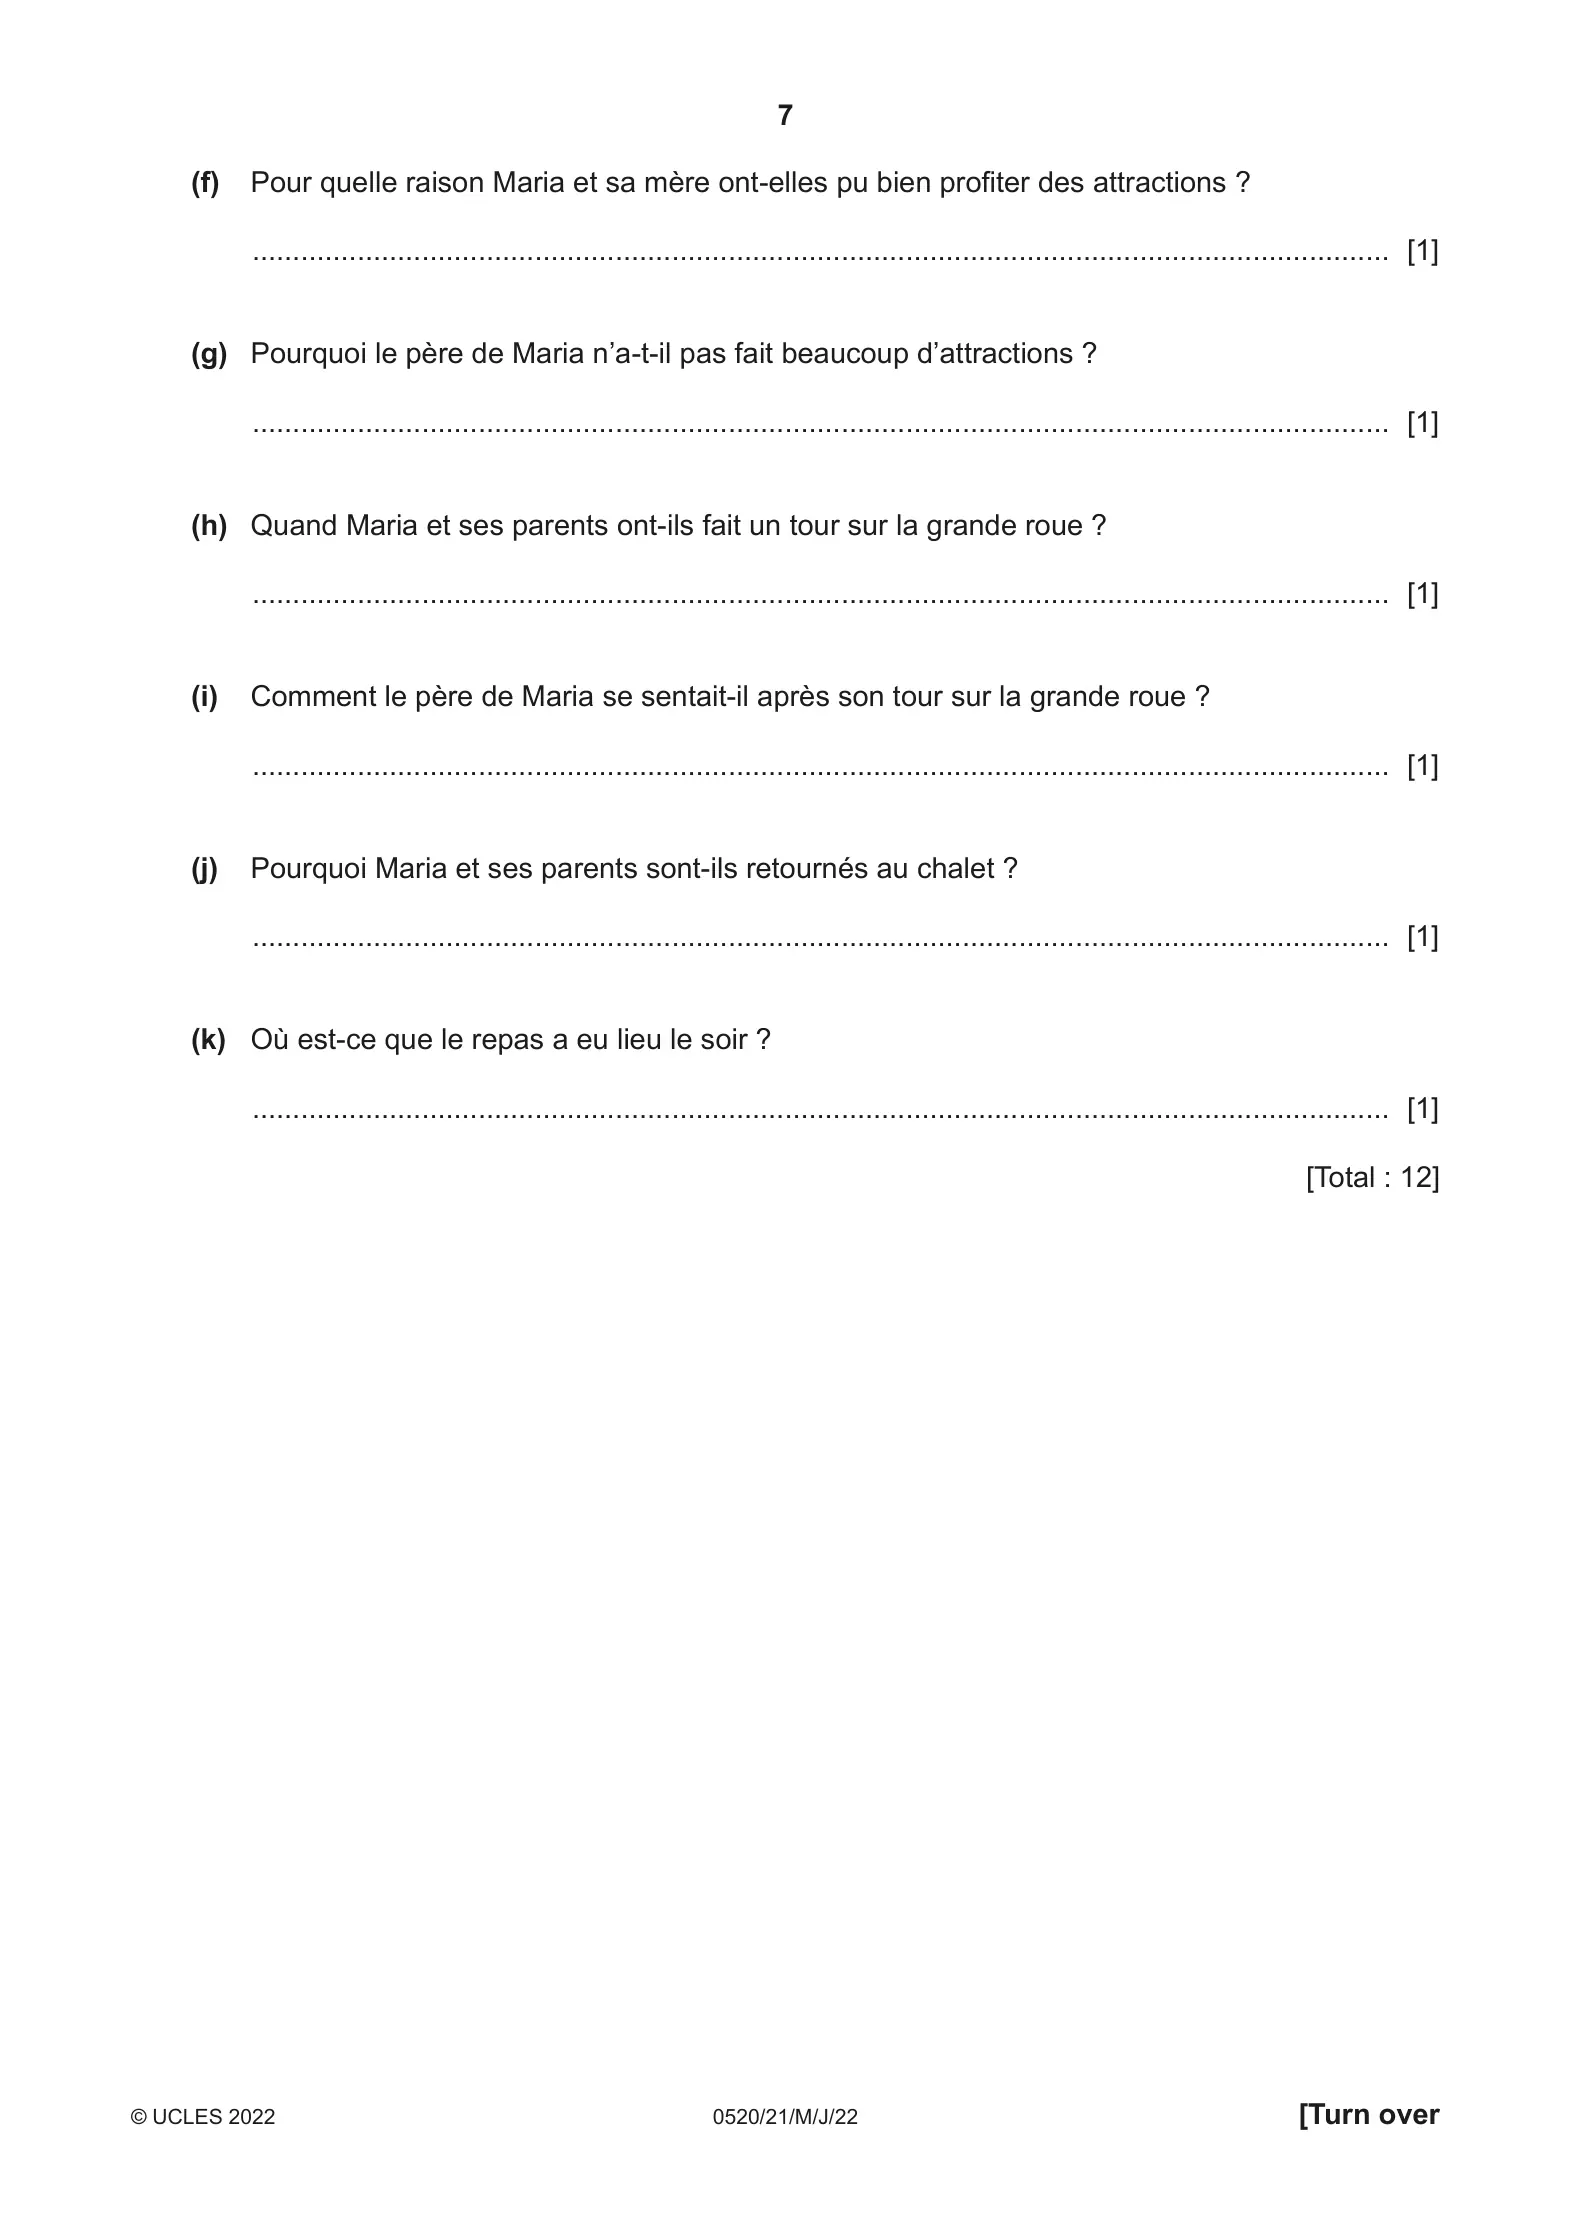 7
(f) Pour quelle raison Maria et sa mère ont-elles pu bien profiter des attractions ?
.......................................................................................................................................... [1]
(g) Pourquoi le père de Maria n’a-t-il pas fait beaucoup d’attractions ?
.......................................................................................................................................... [1]
(h) Quand Maria et ses parents ont-ils fait un tour sur la grande roue ?
.......................................................................................................................................... [1]
(i) Comment le père de Maria se sentait-il après son tour sur la grande roue ?
.......................................................................................................................................... [1]
(j) Pourquoi Maria et ses parents sont-ils retournés au chalet ?
.......................................................................................................................................... [1]
(k) Où est-ce que le repas a eu lieu le soir ?
.......................................................................................................................................... [1]
[Total : 12]
© UCLES 2022 0520/21/M/J/22 [Turn over